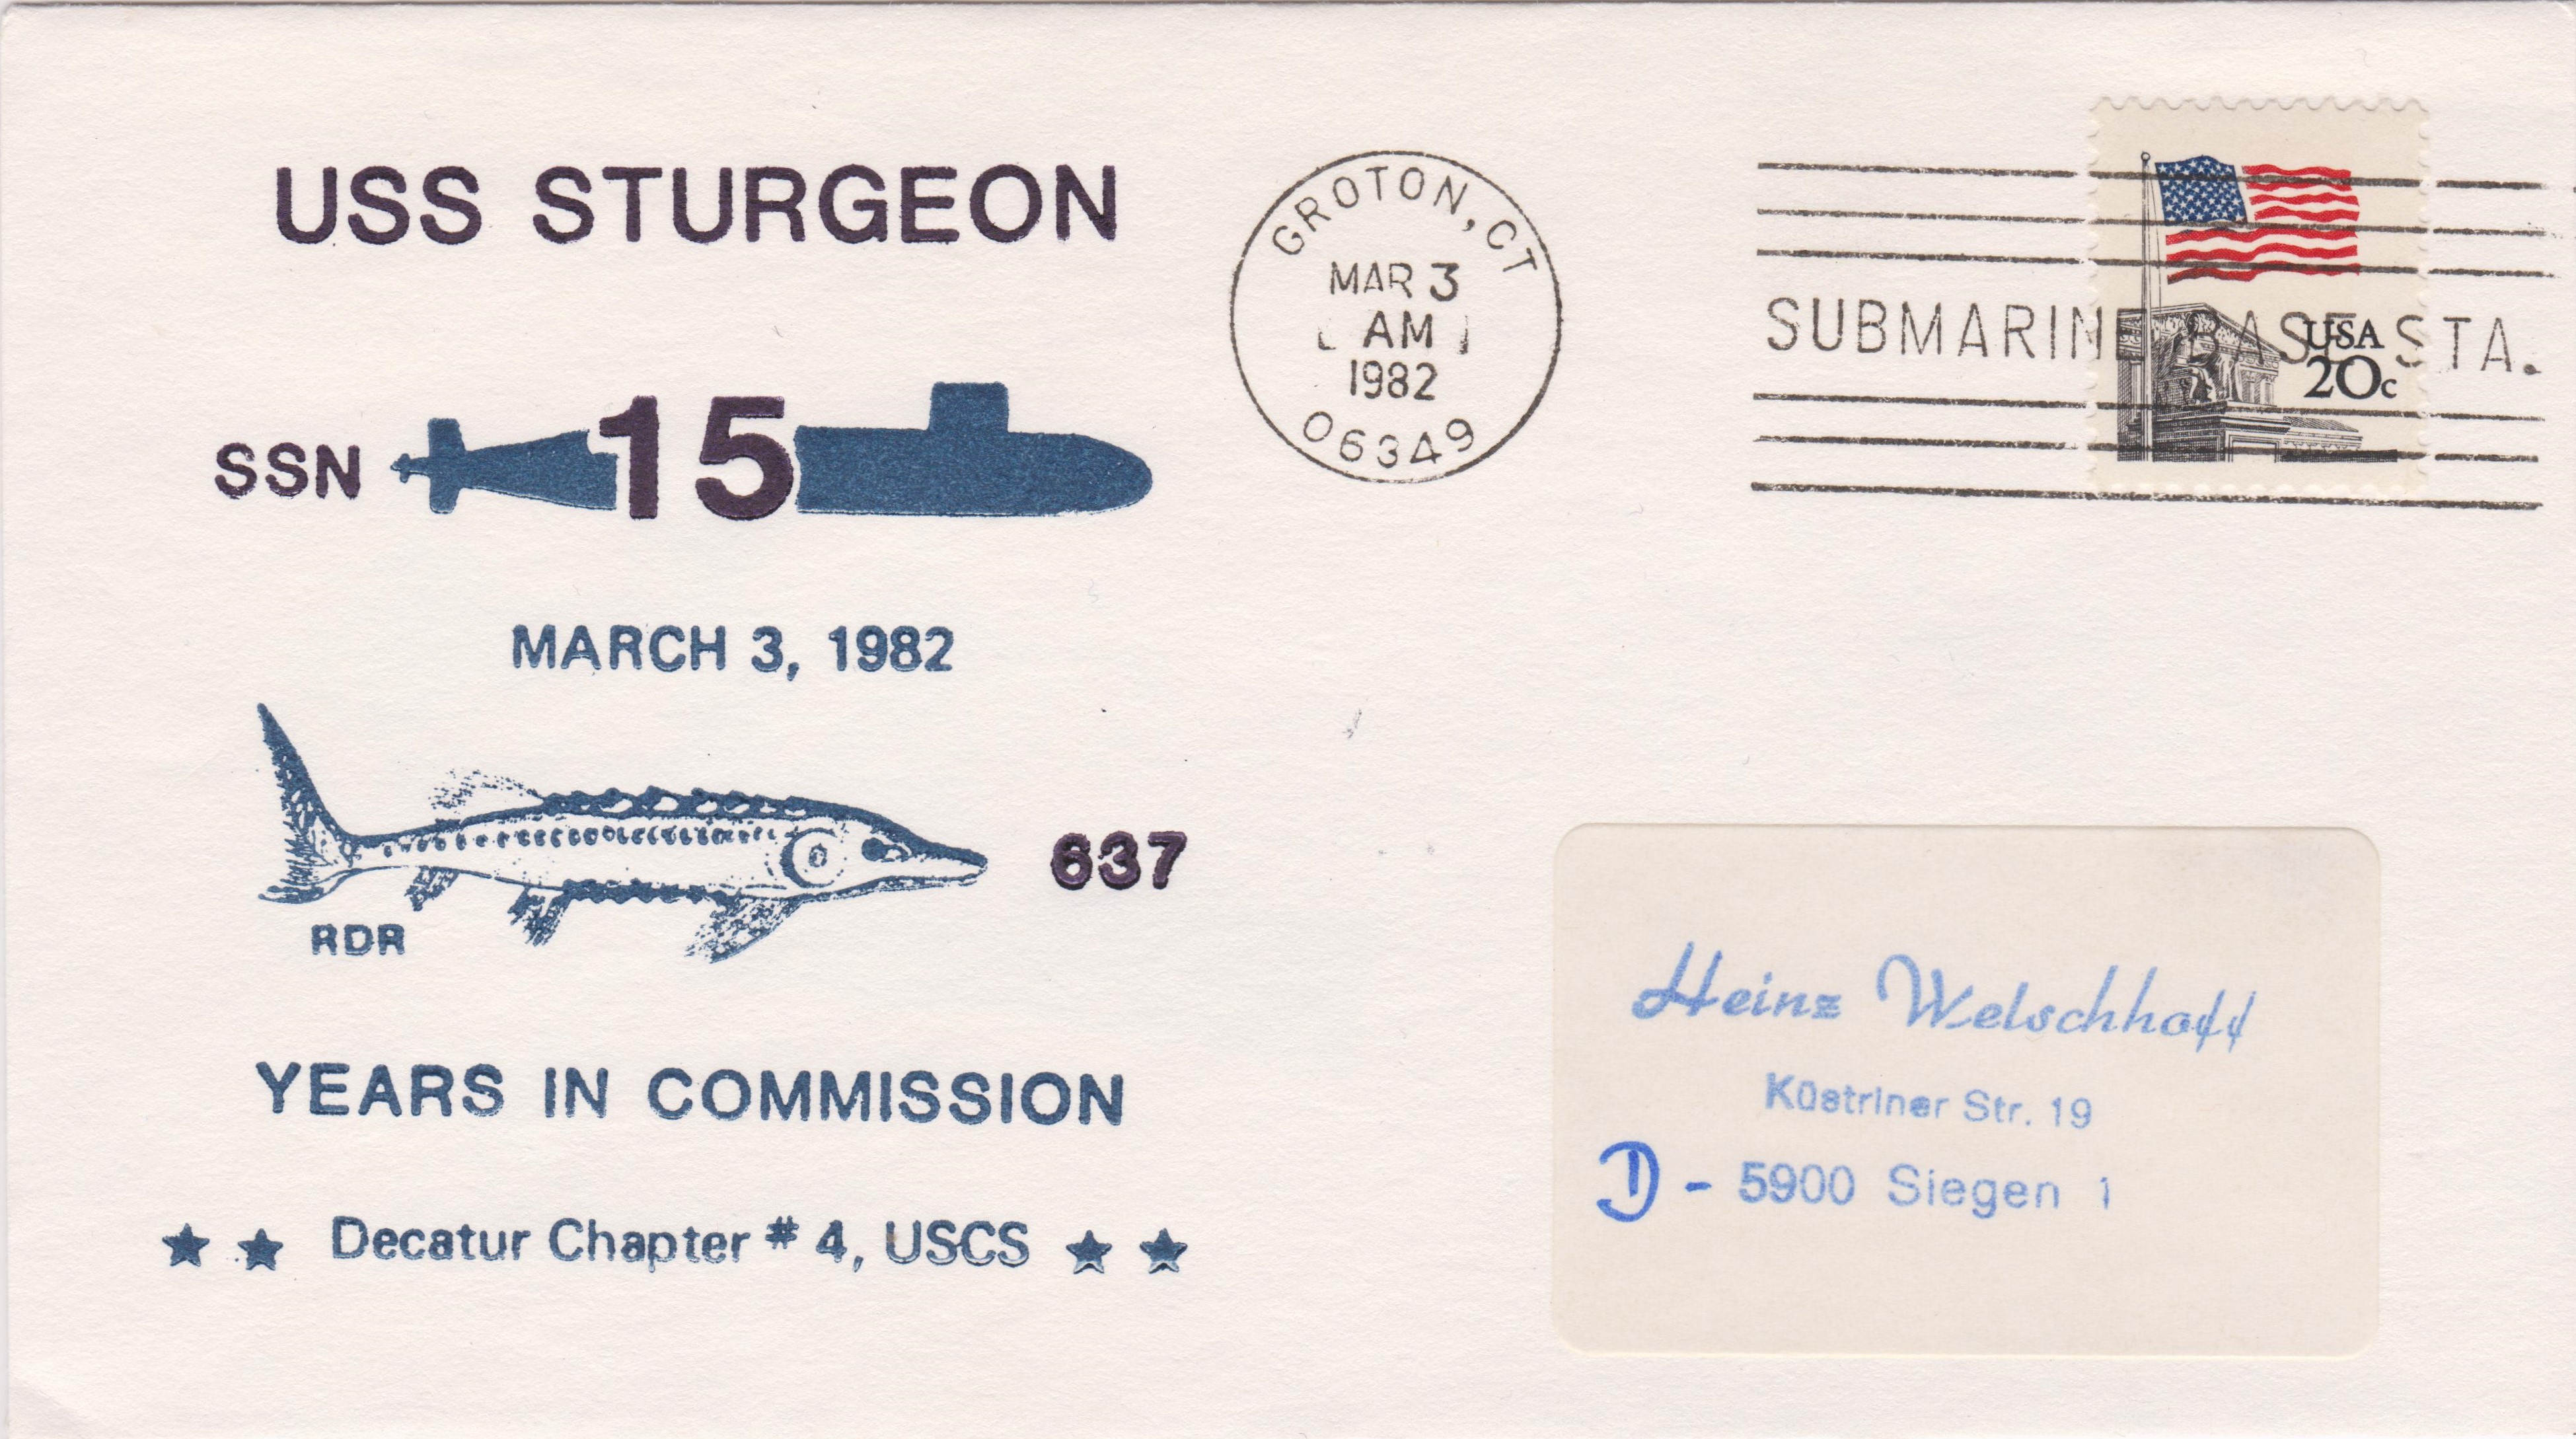 USS STURGEON
SSN 15
MARCH 3, 1982
637
RDR
YEARS IN COMMISSION
★ ★ Decatur Chapter # 4, USCS ★ ★
GROTON, CT
MAR 3
AM
1982
06349
SUBMARINE BASE STA.
USA
20c
Heinz Welschhoff
Küstriner Str. 19
D - 5900 Siegen 1